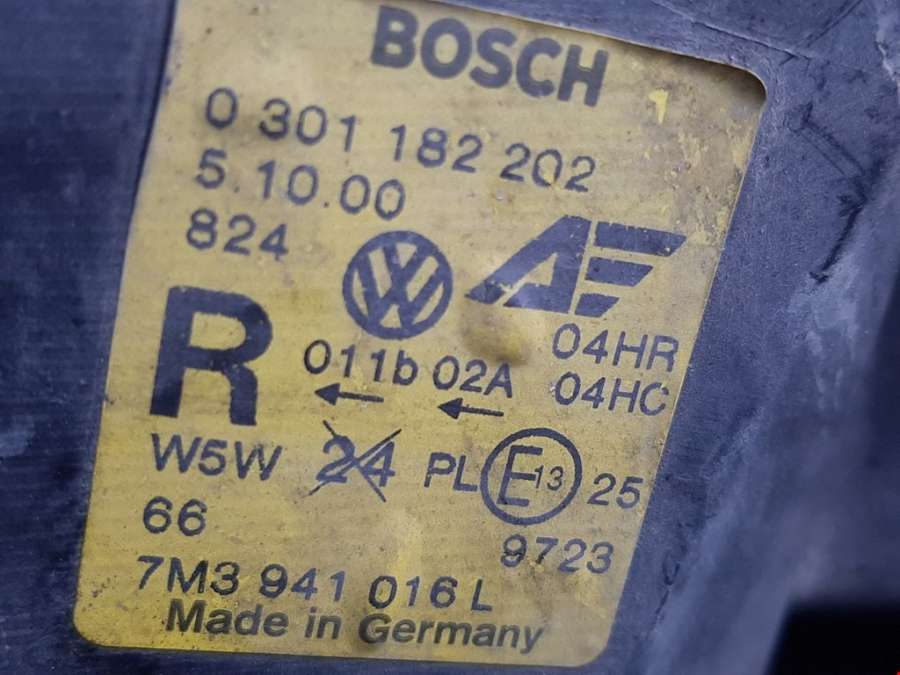 BOSCH
0 301 182 202
5.10.00
824
VW
04HR
R 011b 02A 04HC
W5W 24 PL E13 25
66 9723
7M3 941 016 L
Made in Germany